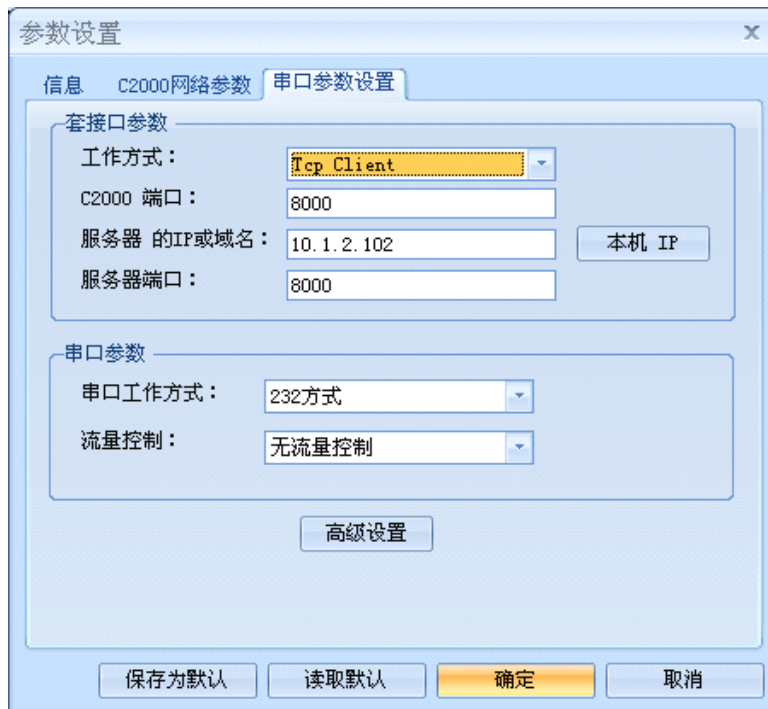 参数设置
信息 C2000网络参数 串口参数设置
套接口参数
工作方式： Tcp Client
C2000 端口： 8000
服务器 的IP或域名： 10.1.2.102 本机 IP
服务器端口： 8000
串口参数
串口工作方式： 232方式
流量控制： 无流量控制
高级设置
保存为默认 读取默认 确定 取消